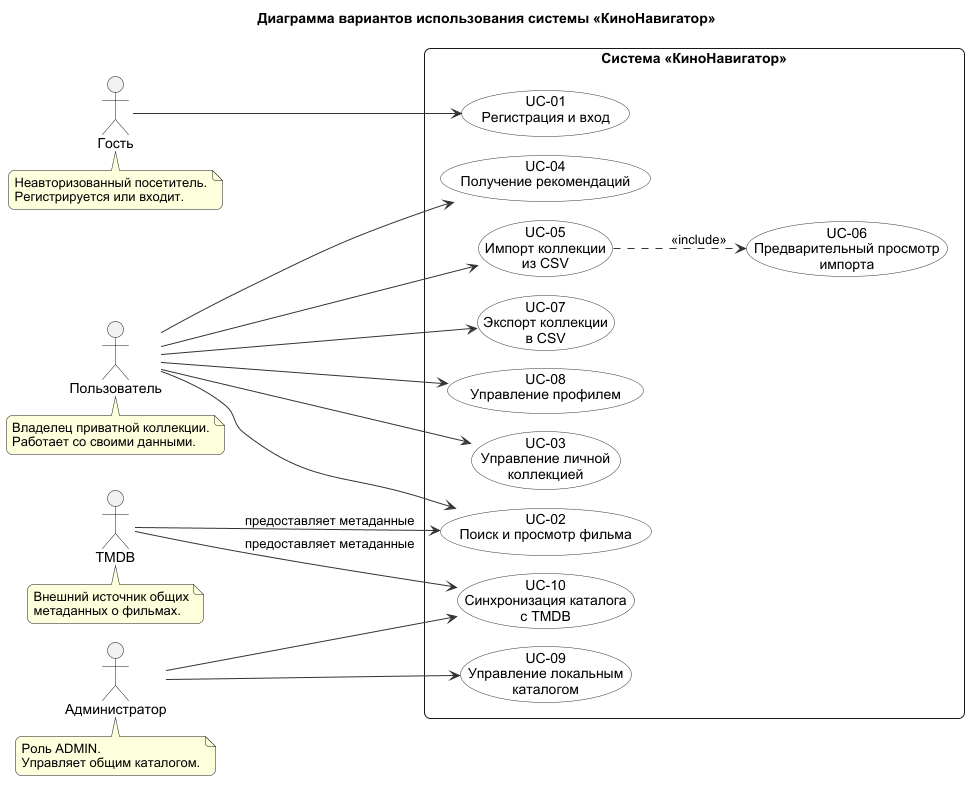 Диаграмма вариантов использования системы «КиноНавигатор»
Система «КиноНавигатор»
Гость
Неавторизованный посетитель.
Регистрируется или входит.
UC-01
Регистрация и вход
UC-04
Получение рекомендаций
UC-05
Импорт коллекции
из CSV
«include»
UC-06
Предварительный просмотр
импорта
UC-07
Экспорт коллекции
в CSV
Пользователь
Владелец приватной коллекции.
Работает со своими данными.
UC-08
Управление профилем
UC-03
Управление личной
коллекцией
TMDB
Внешний источник общих
метаданных о фильмах.
предоставляет метаданные
предоставляет метаданные
UC-02
Поиск и просмотр фильма
UC-10
Синхронизация каталога
с TMDB
Администратор
Роль ADMIN.
Управляет общим каталогом.
UC-09
Управление локальным
каталогом